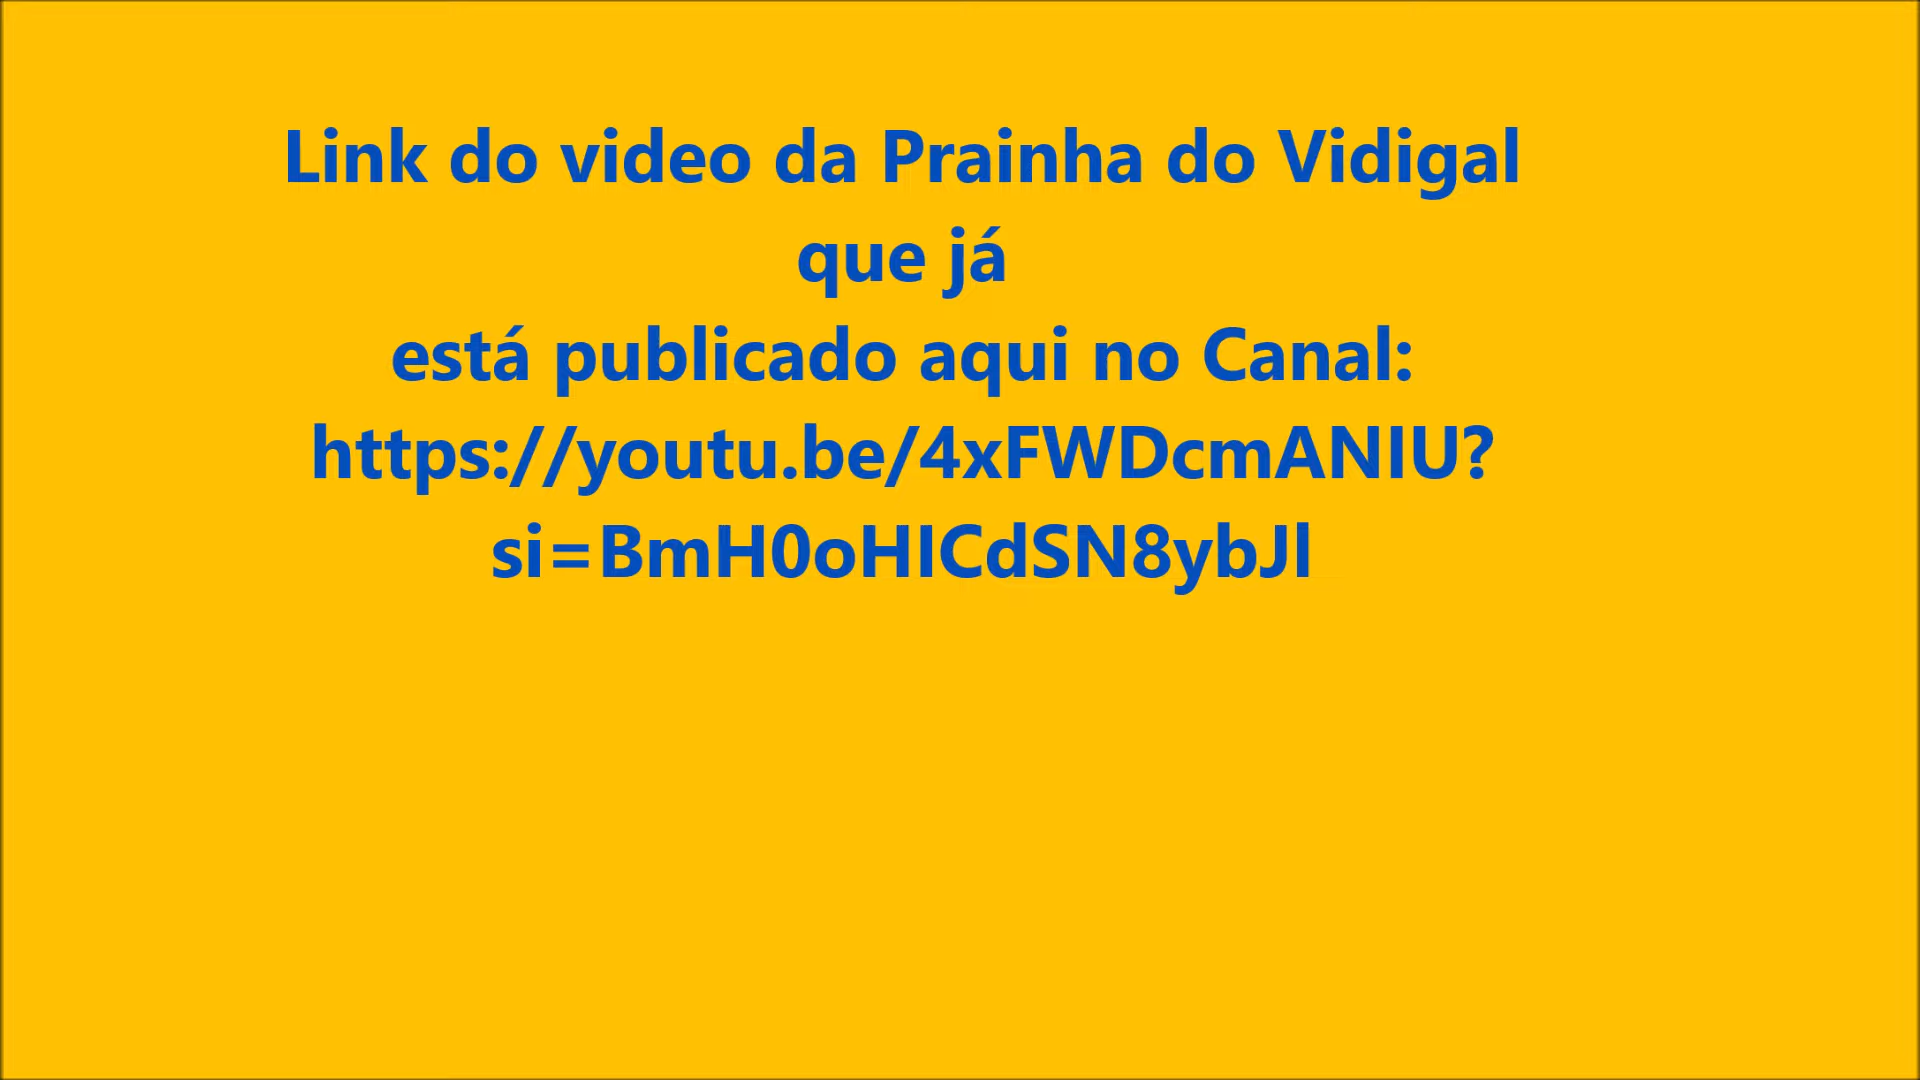 Link do video da Prainha do Vidigal
que já
está publicado aqui no Canal:
https://youtu.be/4xFWDcmANIU?
si=BmH0oHICdSN8ybJl